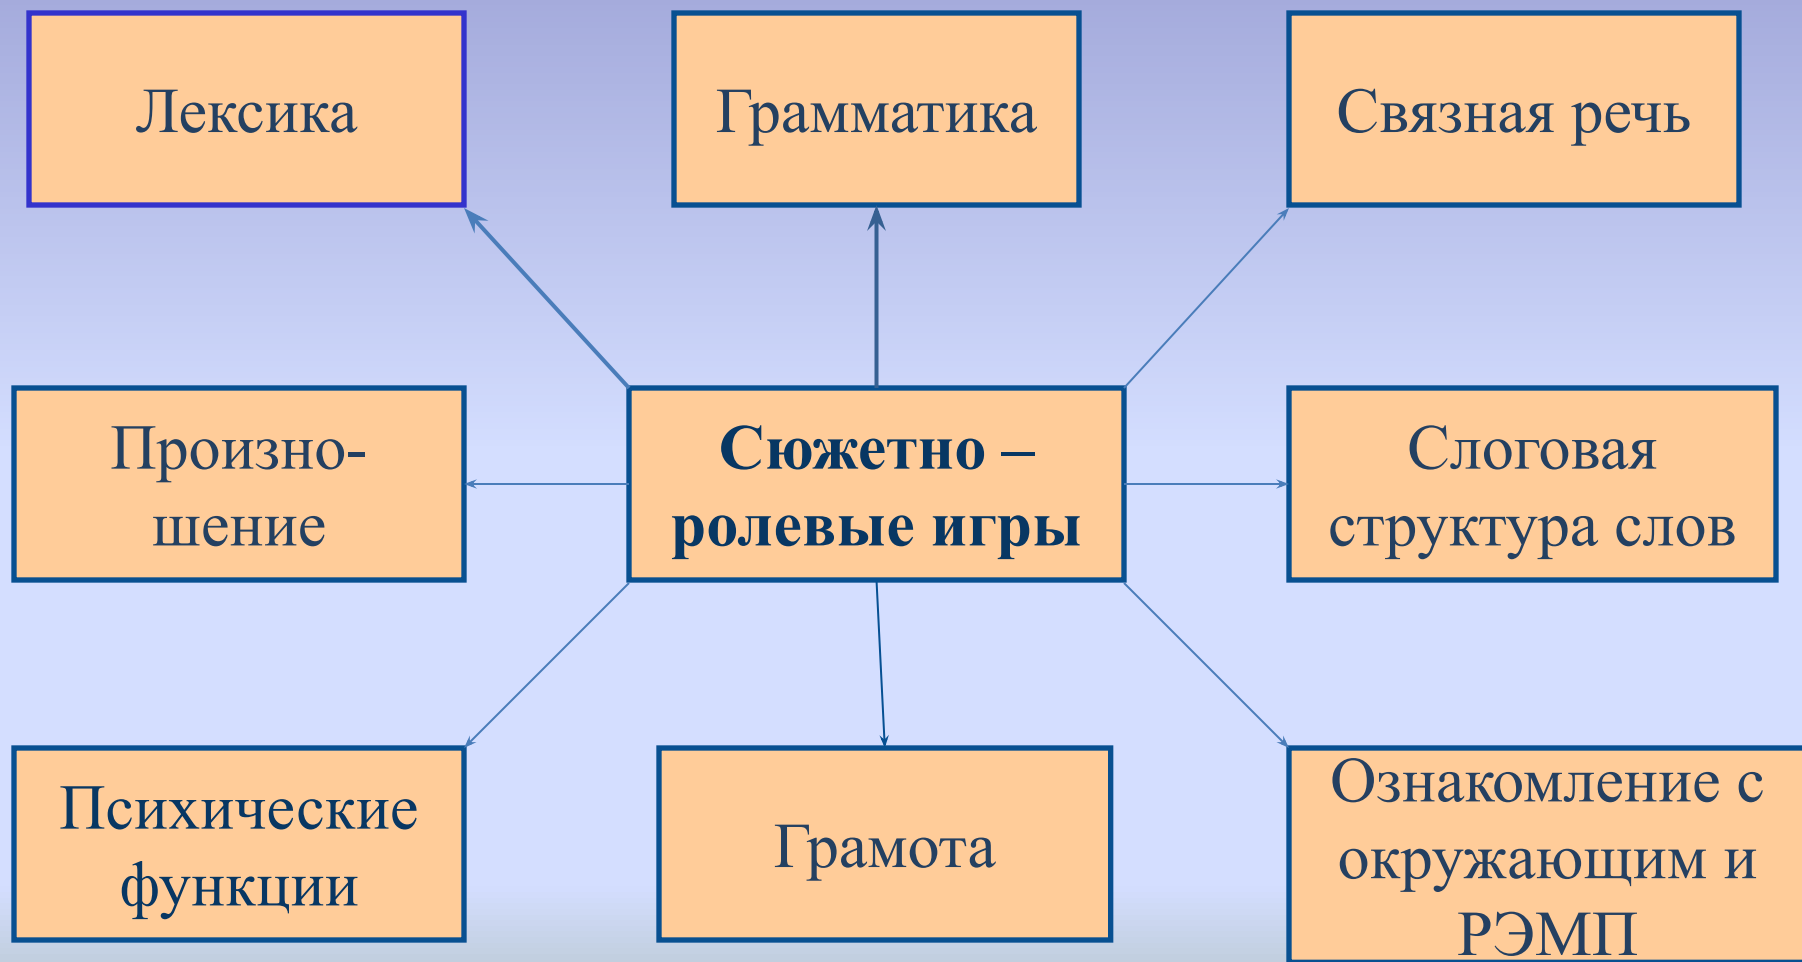 Лексика
Грамматика
Связная речь
Произно-
шение
Сюжетно –
ролевые игры
Слоговая
структура слов
Психические
функции
Грамота
Ознакомление с
окружающим и
РЭМП